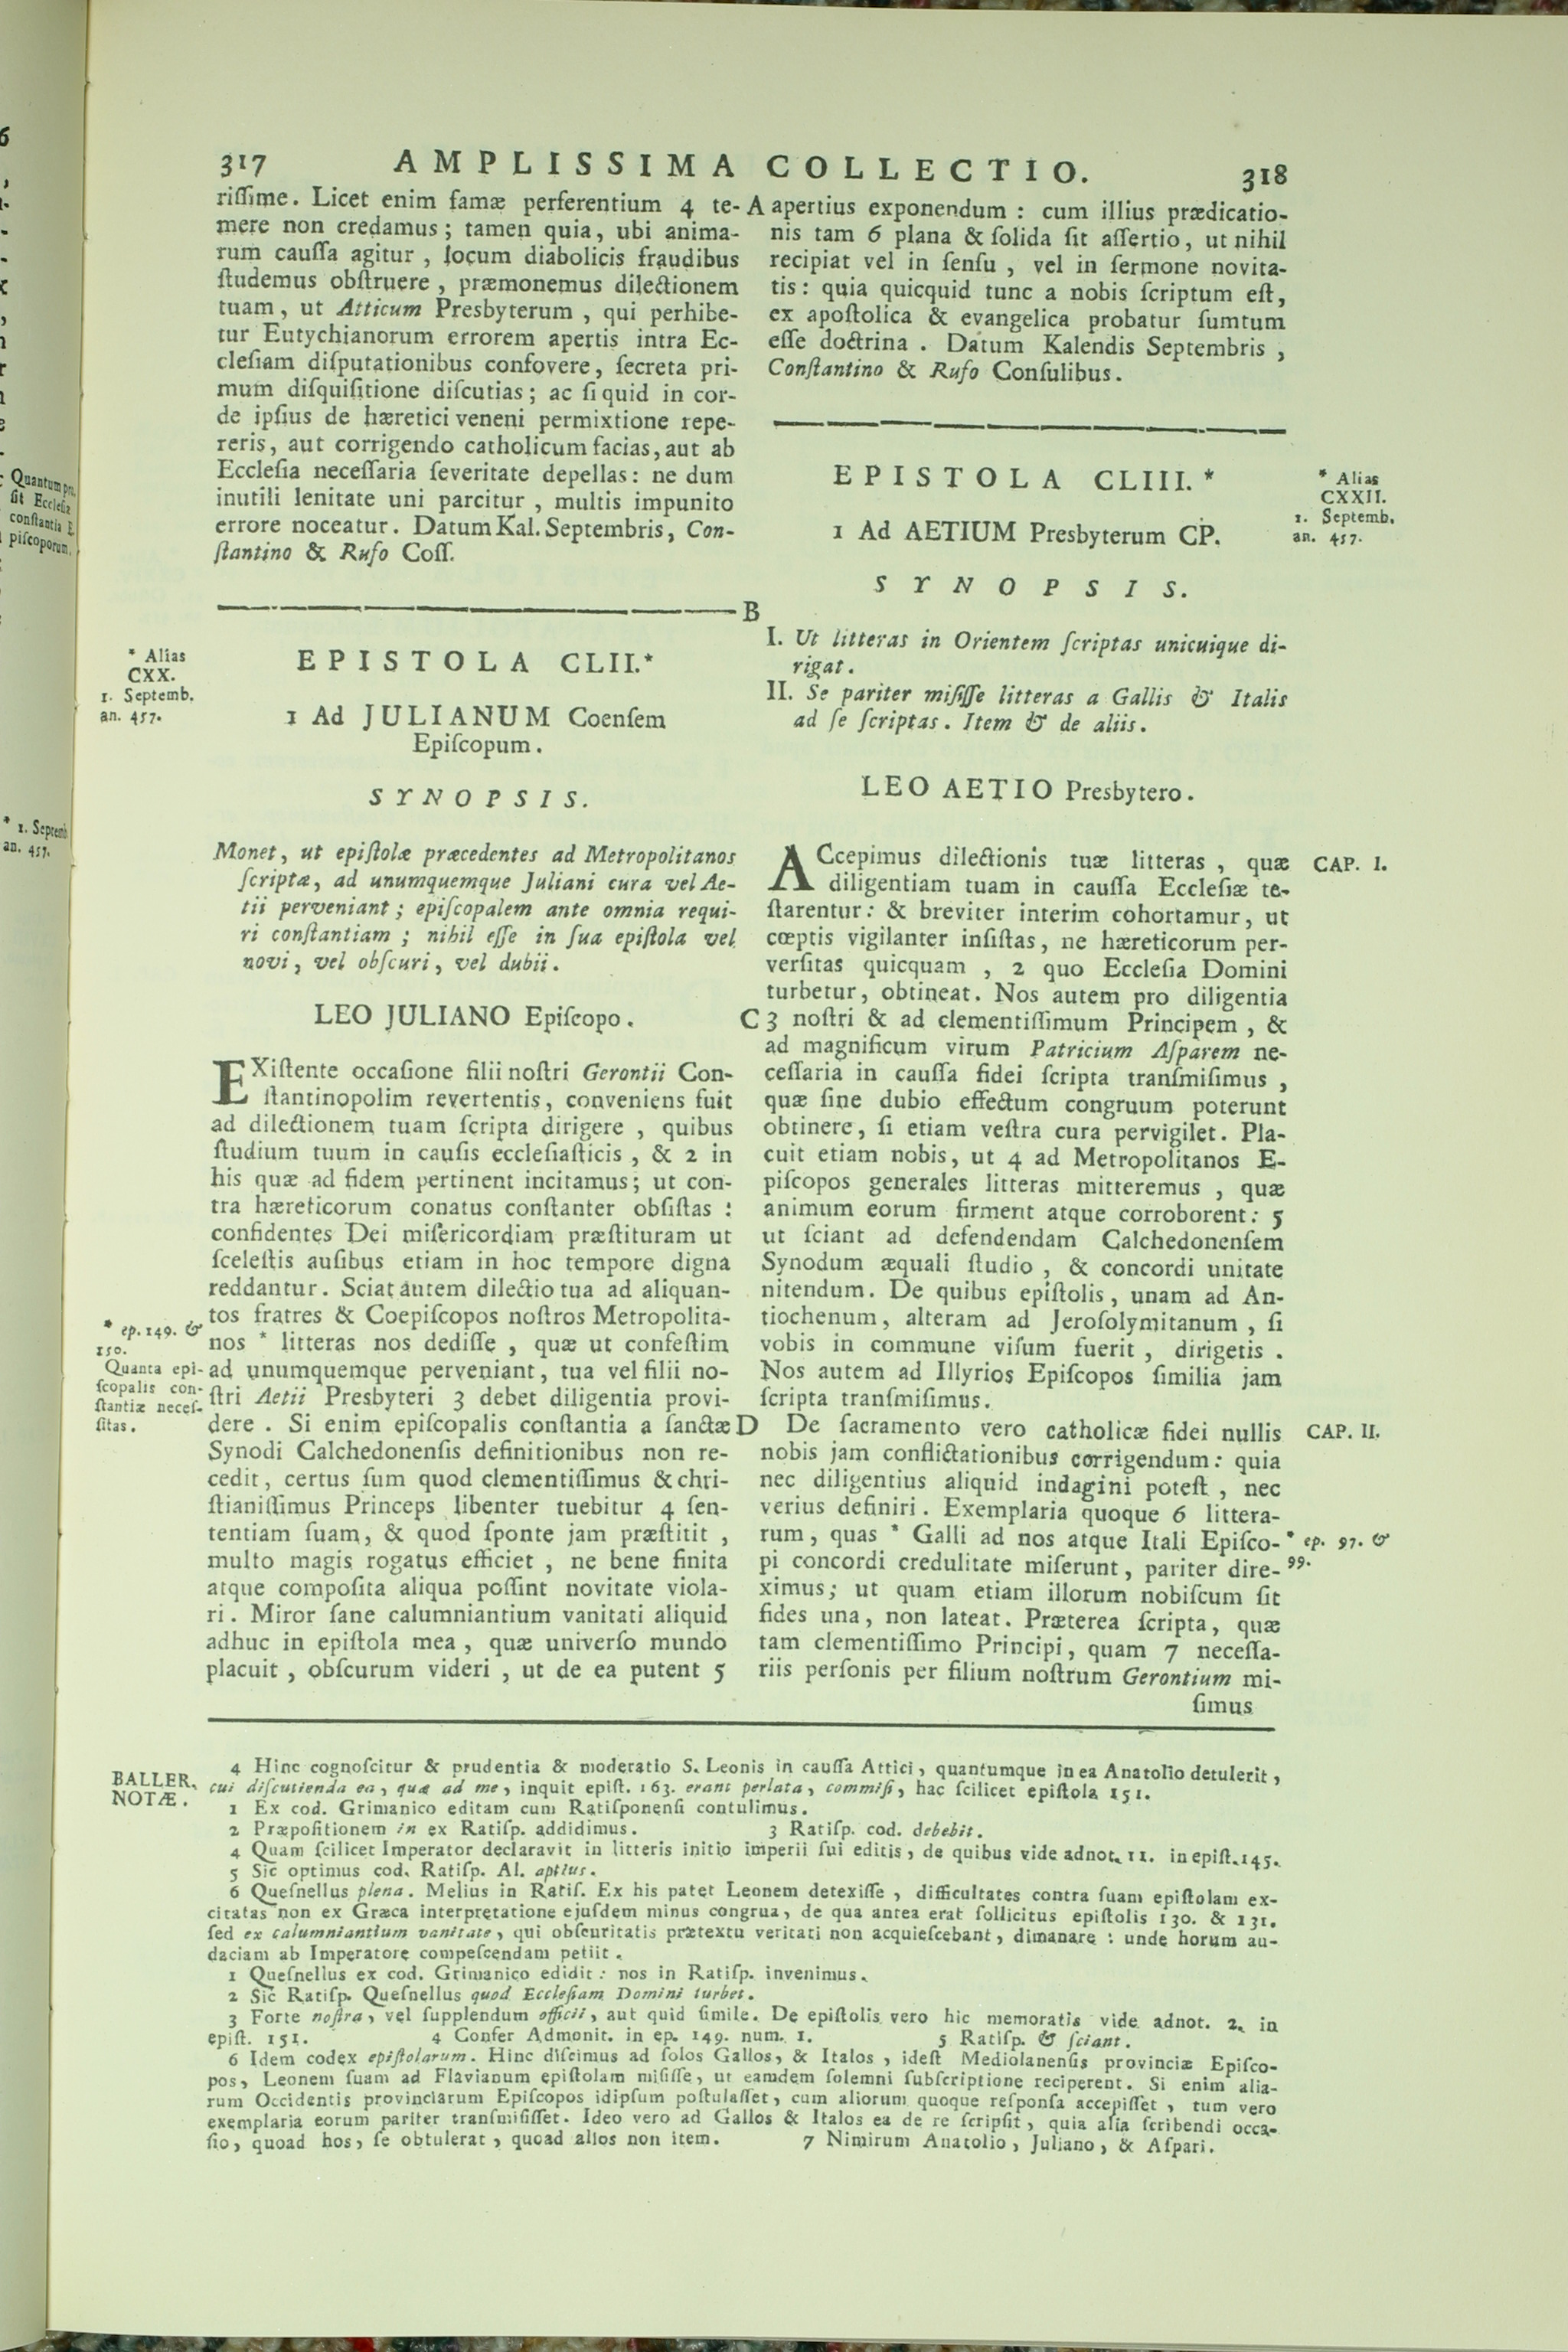 317 AMPLISSIMA COLLECTIO. 318
riſſime. Licet enim famæ perferentium 4 te-
mere non credamus; tamen quia, ubi anima-
rum cauſſa agitur, locum diabolicis fraudibus
ſtudemus obſtruere, præmonemus dilectionem
tuam, ut Atticum Presbyterum, qui perhibe-
tur Eutychianorum errorem apertis intra Ec-
cleſiam diſputationibus confovere, ſecreta pri-
mum diſquiſitione diſcutias; ac ſi quid in cor-
de ipſius de hæretici veneni permixtione repe-
reris, aut corrigendo catholicum facias, aut ab
Eccleſia neceſſaria ſeveritate depellas: ne dum
inutili lenitate uni parcitur, multis impunito
errore noceatur. Datum Kal. Septembris, Con-
ſtantino & Rufo Coſſ.
EPISTOLA CLII.*
* Alias
CXX.
1. Septemb.
an. 457.
1 Ad JULIANUM Coenſem
Epiſcopum.
SYNOPSIS.
Monet, ut epiſtolæ præcedentes ad Metropolitanos
ſcriptæ, ad unumquemque Juliani cura vel Ae-
tii perveniant; epiſcopalem ante omnia requi-
ri conſtantiam; nihil eſſe in ſua epiſtola vel
novi, vel obſcuri, vel dubii.
LEO JULIANO Epiſcopo.
EXiſtente occaſione filii noſtri Gerontii Con-
ſtantinopolim revertentis, conveniens fuit
ad dilectionem tuam ſcripta dirigere, quibus
ſtudium tuum in cauſis eccleſiaſticis, & 2 in
his quæ ad fidem pertinent incitamus; ut con-
tra hæreticorum conatus conſtanter obſiſtas:
confidentes Dei miſericordiam præſtituram ut
ſceleſtis auſibus etiam in hoc tempore digna
reddantur. Sciat autem dilectio tua ad aliquan-
tos fratres & Coepiſcopos noſtros Metropolita-
nos * litteras nos dediſſe, quæ ut confeſtim
ad unumquemque perveniant, tua vel filii no-
ſtri Aetii Presbyteri 3 debet diligentia provi-
dere. Si enim epiſcopalis conſtantia a ſanctæ
Synodi Calchedonenſis definitionibus non re-
cedit, certus ſum quod clementiſſimus & chri-
ſtianiſſimus Princeps libenter tuebitur 4 ſen-
tentiam ſuam, & quod ſponte jam præſtitit,
multo magis rogatus efficiet, ne bene finita
atque compoſita aliqua poſſint novitate viola-
ri. Miror ſane calumniantium vanitati aliquid
adhuc in epiſtola mea, quæ univerſo mundo
placuit, obſcurum videri, ut de ea putent 5
* ep. 149. &
150.
Quanta epi-
ſcopalis con-
ſtantiæ neceſ-
ſitas.
A apertius exponendum: cum illius prædicatio-
nis tam 6 plana & ſolida ſit aſſertio, ut nihil
recipiat vel in ſenſu, vel in ſermone novita-
tis: quia quicquid tunc a nobis ſcriptum eſt,
ex apoſtolica & evangelica probatur ſumtum
eſſe doctrina. Datum Kalendis Septembris,
Conſtantino & Rufo Conſulibus.
EPISTOLA CLIII.*
* Alias
CXXII.
1. Septemb.
an. 457.
1 Ad AETIUM Presbyterum CP.
SYNOPSIS.
B
I. Ut litteras in Orientem ſcriptas unicuique di-
rigat.
II. Se pariter miſiſſe litteras a Gallis & Italis
ad ſe ſcriptas. Item & de aliis.
LEO AETIO Presbytero.
ACcepimus dilectionis tuæ litteras, quæ CAP. I.
diligentiam tuam in cauſſa Eccleſiæ te-
ſtarentur: & breviter interim cohortamur, ut
cœptis vigilanter inſiſtas, ne hæreticorum per-
verſitas quicquam, 2 quo Eccleſia Domini
turbetur, obtineat. Nos autem pro diligentia
C 3 noſtri & ad clementiſſimum Principem, &
ad magnificum virum Patricium Aſparem ne-
ceſſaria in cauſſa fidei ſcripta tranſmiſimus,
quæ ſine dubio effectum congruum poterunt
obtinere, ſi etiam veſtra cura pervigilet. Pla-
cuit etiam nobis, ut 4 ad Metropolitanos E-
piſcopos generales litteras mitteremus, quæ
animum eorum firment atque corroborent: 5
ut ſciant ad defendendam Calchedonenſem
Synodum æquali ſtudio, & concordi unitate
nitendum. De quibus epiſtolis, unam ad An-
tiochenum, alteram ad Jeroſolymitanum, ſi
vobis in commune viſum fuerit, dirigetis.
Nos autem ad Illyrios Epiſcopos ſimilia jam
ſcripta tranſmiſimus.
D De ſacramento vero catholicæ fidei nullis CAP. II.
nobis jam conflictationibus corrigendum: quia
nec diligentius aliquid indagini poteſt, nec
verius definiri. Exemplaria quoque 6 littera-
rum, quas * Galli ad nos atque Itali Epiſco- * ep. 97. &
pi concordi credulitate miſerunt, pariter dire- 99.
ximus; ut quam etiam illorum nobiſcum ſit
fides una, non lateat. Præterea ſcripta, quæ
tam clementiſſimo Principi, quam 7 neceſſa-
riis perſonis per filium noſtrum Gerontium mi-
ſimus
BALLER.
NOTÆ.
4 Hinc cognoſcitur & prudentia & moderatio S. Leonis in cauſſa Attici, quantumque in ea Anatolio detulerit,
cui diſcutienda ea, quæ ad me, inquit epiſt. 163. erant perlata, commiſi, hac ſcilicet epiſtola 151.
1 Ex cod. Grimanico editam cum Ratiſponenſi contulimus.
2 Præpoſitionem in ex Ratiſp. addidimus. 3 Ratiſp. cod. debebit.
4 Quam ſcilicet Imperator declaravit in litteris initio imperii ſui editis, de quibus vide adnot. 11. in epiſt. 145.
5 Sic optimus cod. Ratiſp. Al. aptius.
6 Queſnellus plena. Melius in Ratiſ. Ex his patet Leonem detexiſſe, difficultates contra ſuam epiſtolam ex-
citatas non ex Græca interpretatione ejuſdem minus congrua, de qua antea erat ſollicitus epiſtolis 130. & 131.
ſed ex calumniantium vanitate, qui obſcuritatis prætextu veritati non acquieſcebant, dimanare: unde horum au-
daciam ab Imperatore compeſcendam petiit.
1 Queſnellus ex cod. Grimanico edidit: nos in Ratiſp. invenimus.
2 Sic Ratiſp. Queſnellus quod Eccleſiam Domini turbet.
3 Forte noſtra, vel ſupplendum officii, aut quid ſimile. De epiſtolis vero hic memoratis vide adnot. 2. in
epiſt. 151. 4 Confer Admonit. in ep. 149. num. 1. 5 Ratiſp. & ſciant.
6 Idem codex epiſtolarum. Hinc diſcimus ad ſolos Gallos, & Italos, ideſt Mediolanenſis provinciæ Epiſco-
pos, Leonem ſuam ad Flavianum epiſtolam miſiſſe, ut eamdem ſolemni ſubſcriptione reciperent. Si enim alia-
rum Occidentis provinciarum Epiſcopos idipſum poſtulaſſet, cum aliorum quoque reſponſa accepiſſet, tum vero
exemplaria eorum pariter tranſmiſiſſet. Ideo vero ad Gallos & Italos ea de re ſcripſit, quia alia ſcribendi occa-
ſio, quoad hos, ſe obtulerat, quoad alios non item. 7 Nimirum Anatolio, Juliano, & Aſpari.